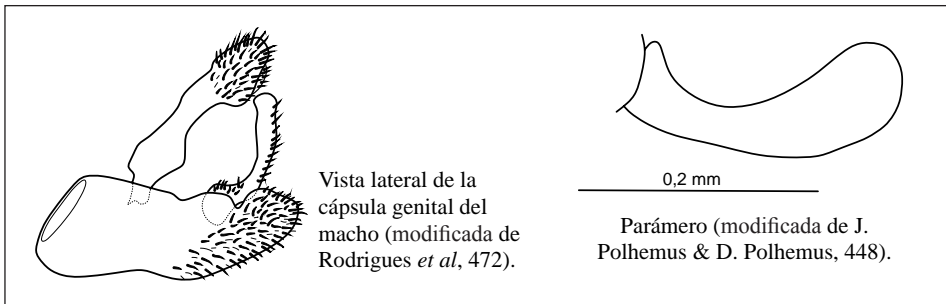 Vista lateral de la
cápsula genital del
macho (modificada de
Rodrigues et al, 472).
0,2 mm
Parámero (modificada de J.
Polhemus & D. Polhemus, 448).